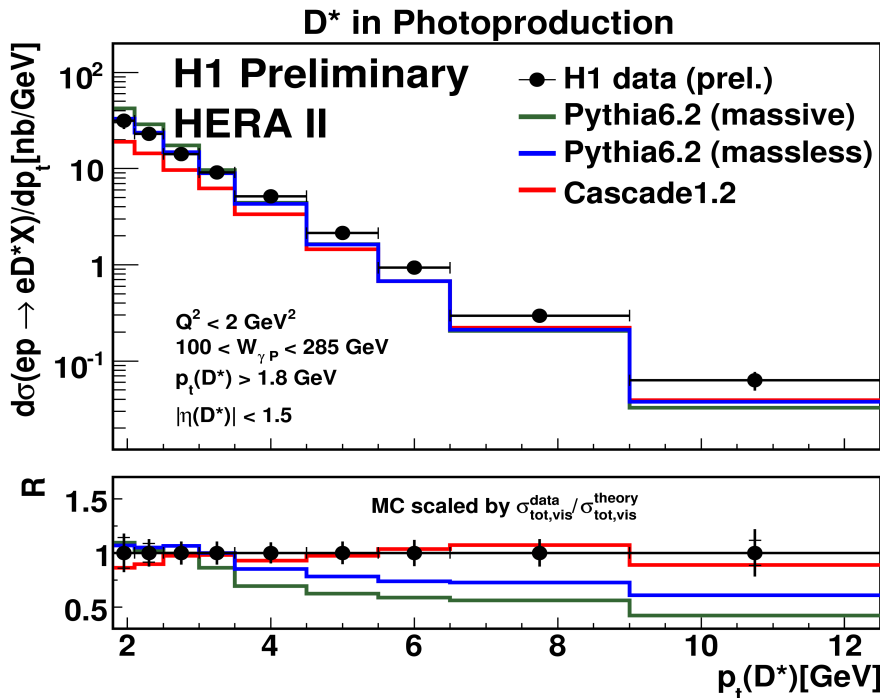 D* in Photoproduction
dσ(ep → eD*X)/dpₜ[nb/GeV]
10²
10
1
10⁻¹
H1 Preliminary
HERA II
H1 data (prel.)
Pythia6.2 (massive)
Pythia6.2 (massless)
Cascade1.2
Q² < 2 GeV²
100 < W_γP < 285 GeV
pₜ(D*) > 1.8 GeV
|η(D*)| < 1.5
R
1.5
1
0.5
MC scaled by σ^data_tot,vis/σ^theory_tot,vis
2 4 6 8 10 12
pₜ(D*)[GeV]